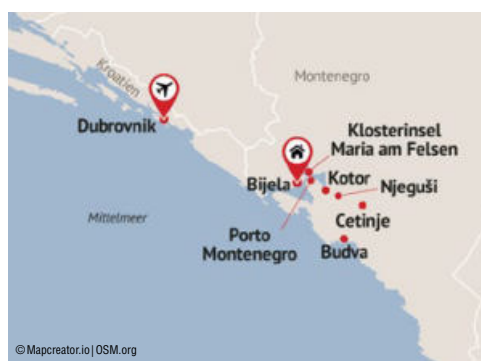 Kroatien
Montenegro
Dubrovnik
Klosterinsel
Maria am Felsen
Bijela
Kotor
Njeguši
Cetinje
Mittelmeer
Porto
Montenegro
Budva
© Mapcreator.io | OSM.org